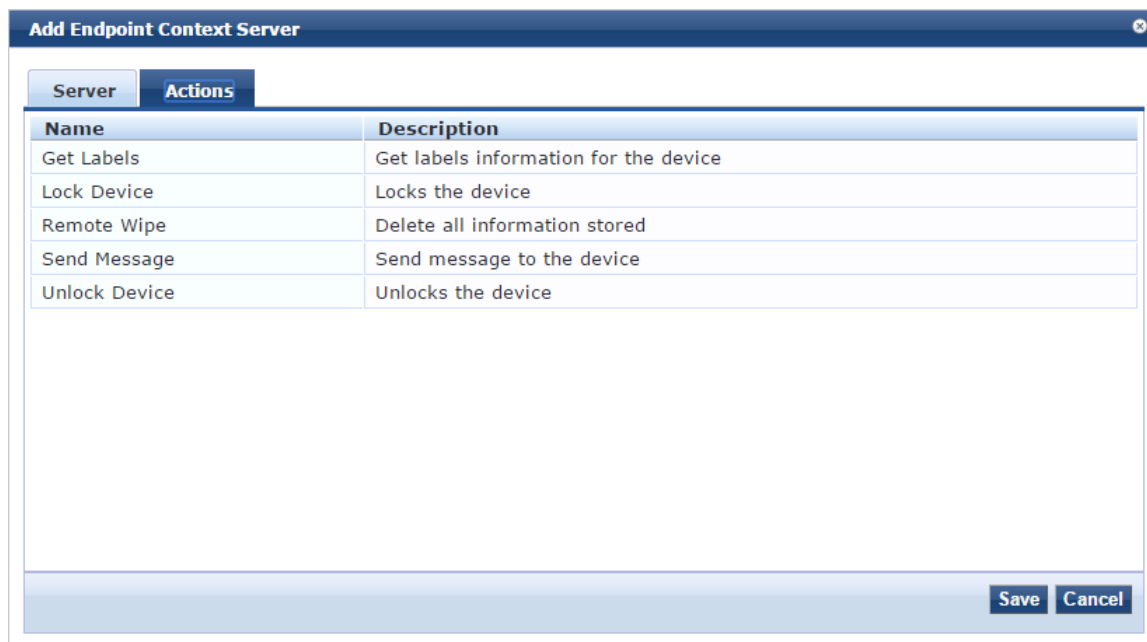 Add Endpoint Context Server
Server Actions
Name Description
Get Labels Get labels information for the device
Lock Device Locks the device
Remote Wipe Delete all information stored
Send Message Send message to the device
Unlock Device Unlocks the device
Save Cancel